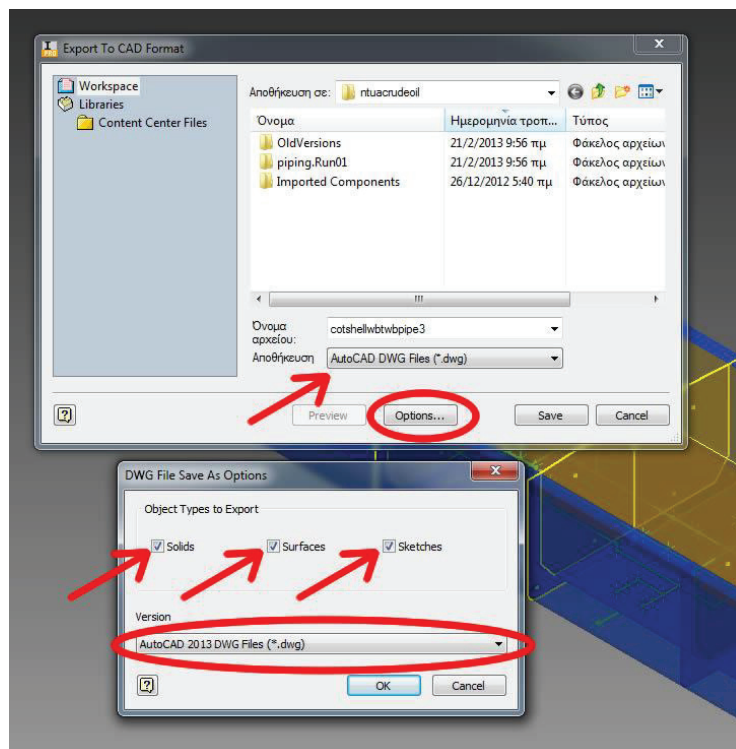 Export To CAD Format
Workspace
Libraries
Content Center Files
Αποθήκευση σε: ntuacrudeoil
Όνομα Ημερομηνία τροπ... Τύπος
OldVersions 21/2/2013 9:56 πμ Φάκελος αρχείων
piping.Run01 21/2/2013 9:56 πμ Φάκελος αρχείων
Imported Components 26/12/2012 5:40 πμ Φάκελος αρχείων
Όνομα
αρχείου: cotshellwbtwbpipe3
Αποθήκευση AutoCAD DWG Files (*.dwg)
Preview Options... Save Cancel
DWG File Save As Options
Object Types to Export
Solids Surfaces Sketches
Version
AutoCAD 2013 DWG Files (*.dwg)
OK Cancel